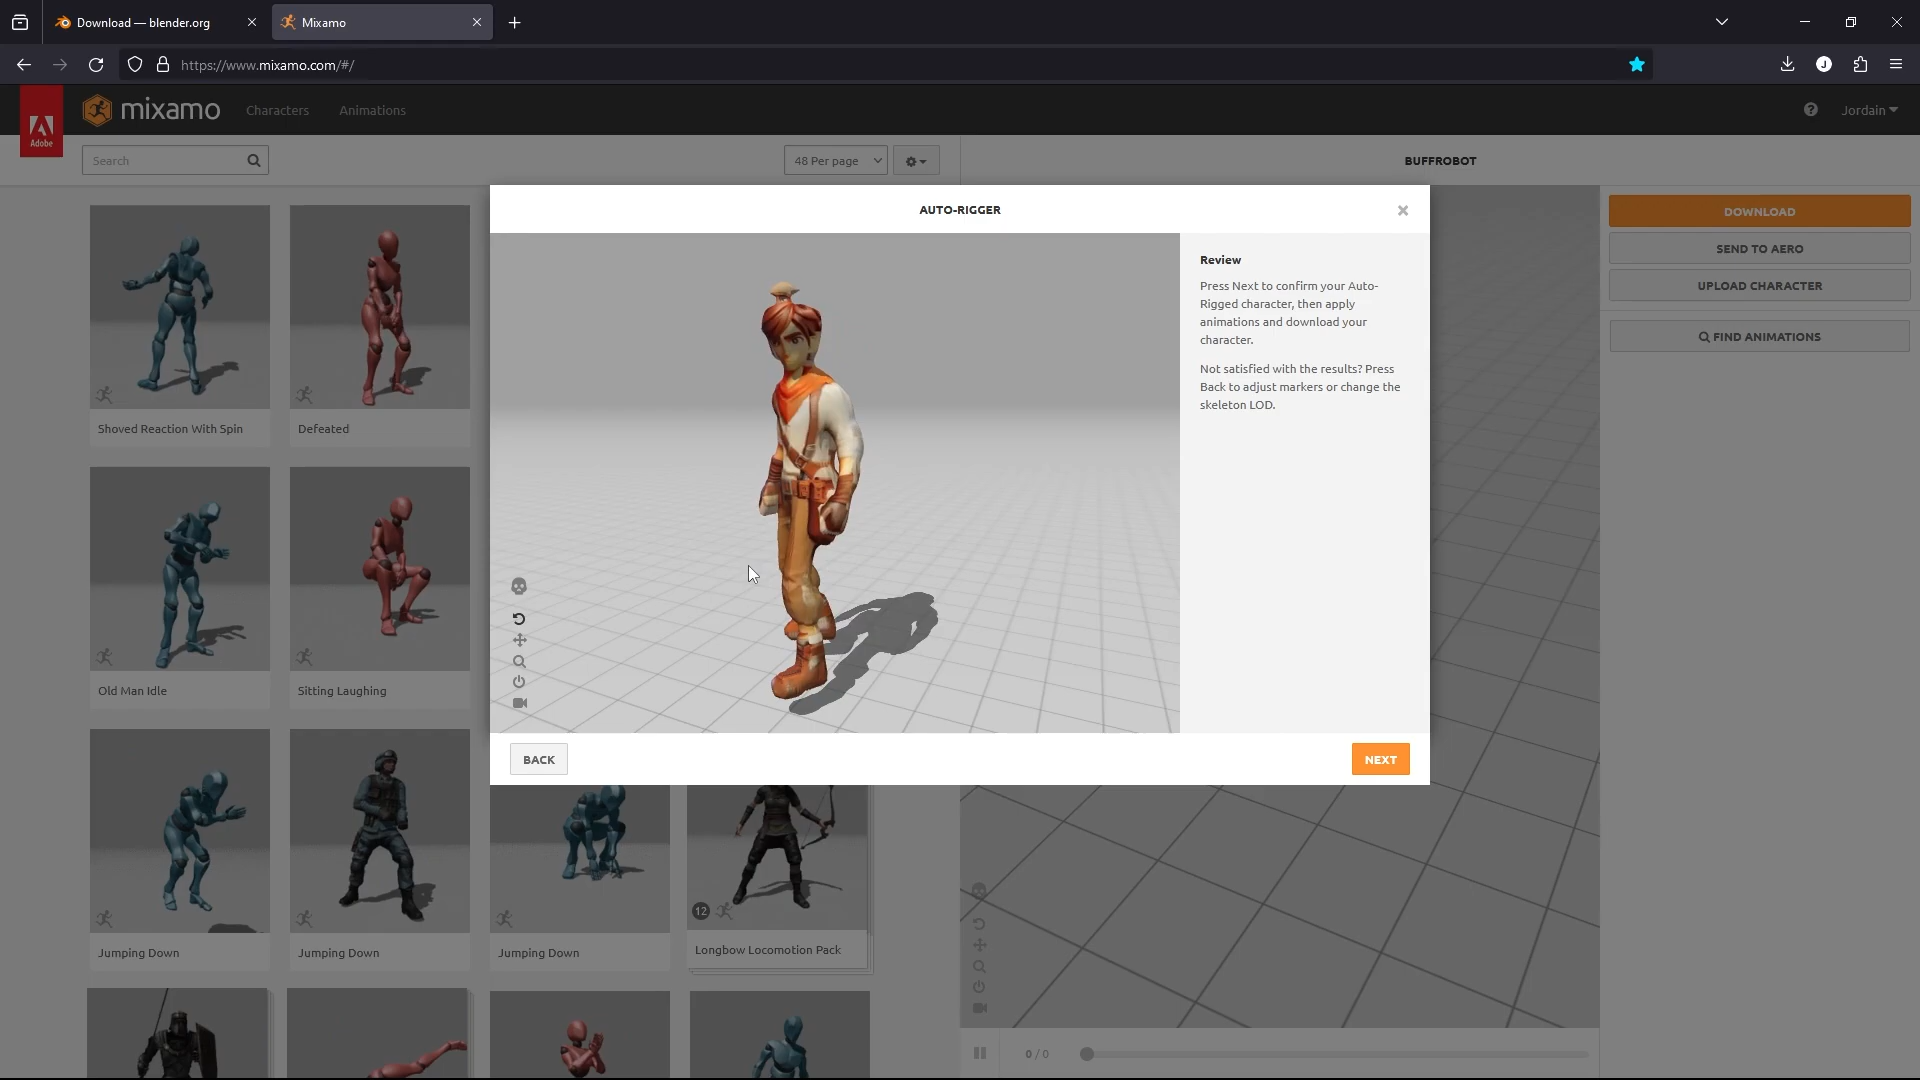 Download — blender.org
Mixamo
https://www.mixamo.com/#/
Adobe
mixamo
Characters
Animations
Jordain
Search
48 Per page
BUFFROBOT
AUTO-RIGGER
DOWNLOAD
SEND TO AERO
UPLOAD CHARACTER
FIND ANIMATIONS
Review
Press Next to confirm your Auto-
Rigged character, then apply
animations and download your
character.
Not satisfied with the results? Press
Back to adjust markers or change the
skeleton LOD.
Shoved Reaction With Spin
Defeated
Old Man Idle
Sitting Laughing
BACK
NEXT
12
Jumping Down
Jumping Down
Jumping Down
Longbow Locomotion Pack
0 / 0